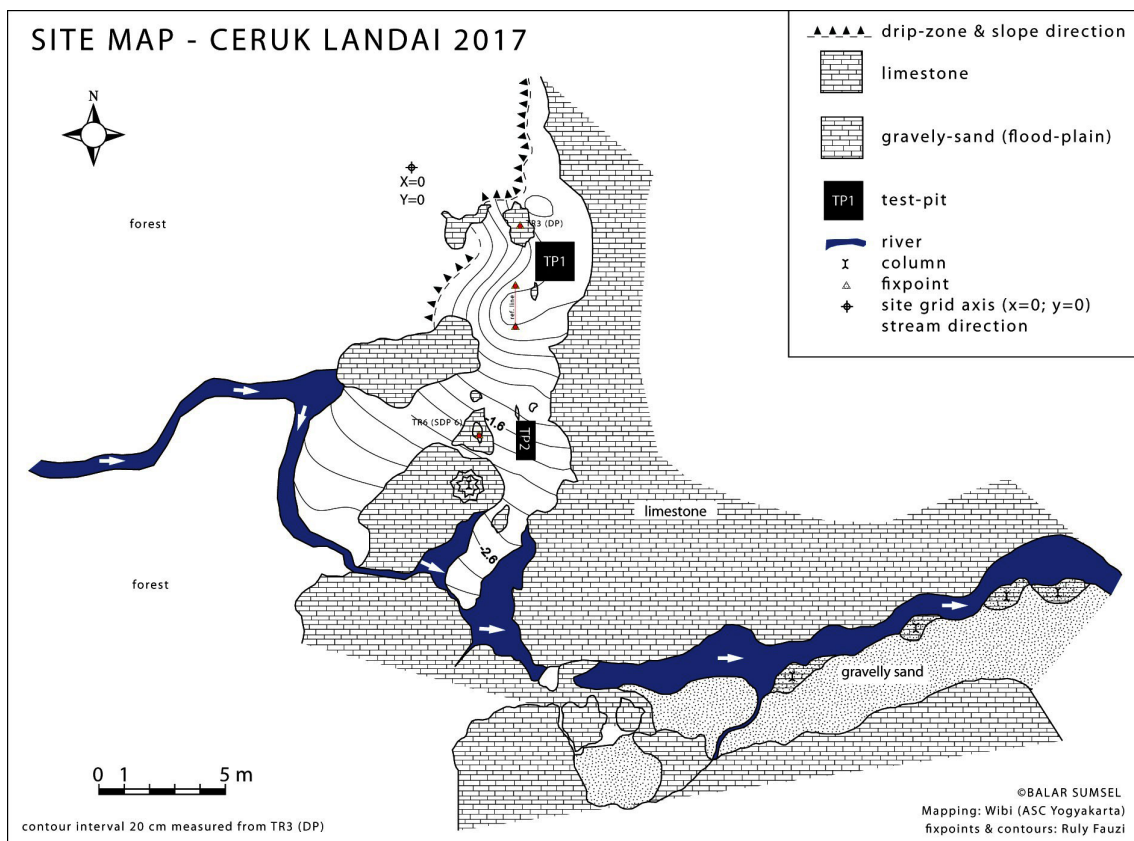 SITE MAP - CERUK LANDAI 2017
N
X=0
Y=0
forest
TR3 (DP)
TP1
ref. line
TR6 (SDP 6)
-1.6
TP2
limestone
-2.6
forest
gravelly sand
0 1 5 m
contour interval 20 cm measured from TR3 (DP)
drip-zone & slope direction
limestone
gravely-sand (flood-plain)
TP1 test-pit
river
column
fixpoint
site grid axis (x=0; y=0)
stream direction
©BALAR SUMSEL
Mapping: Wibi (ASC Yogyakarta)
fixpoints & contours: Ruly Fauzi